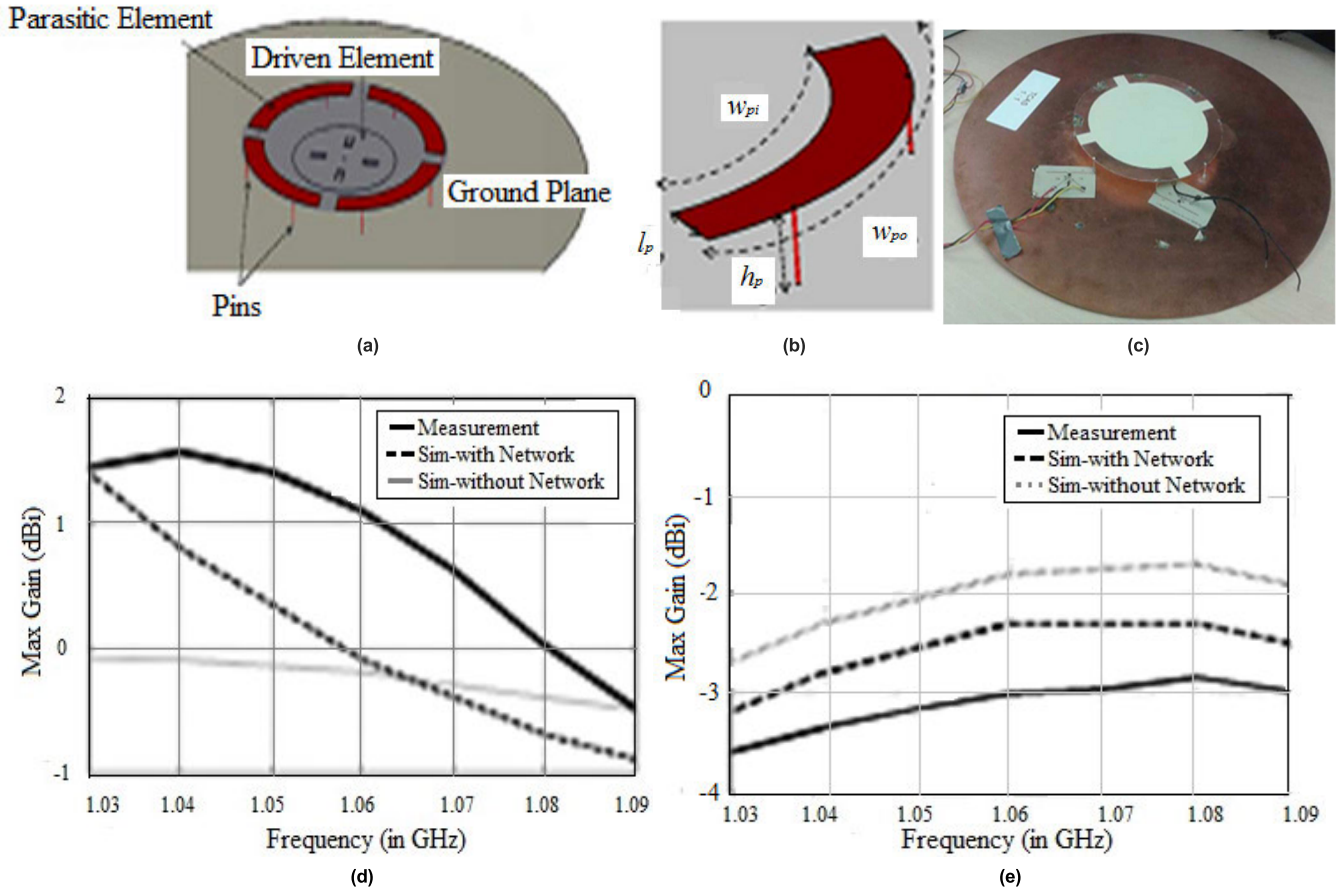 Parasitic Element
Driven Element
Ground Plane
Pins
(a)
wpi
lp
wpo
hp
(b)
(c)
2
1
0
-1
Max Gain (dBi)
Measurement
Sim-with Network
Sim-without Network
1.03 1.04 1.05 1.06 1.07 1.08 1.09
Frequency (in GHz)
(d)
0
-1
-2
-3
-4
Max Gain (dBi)
Measurement
Sim-with Network
Sim-without Network
1.03 1.04 1.05 1.06 1.07 1.08 1.09
Frequency (in GHz)
(e)